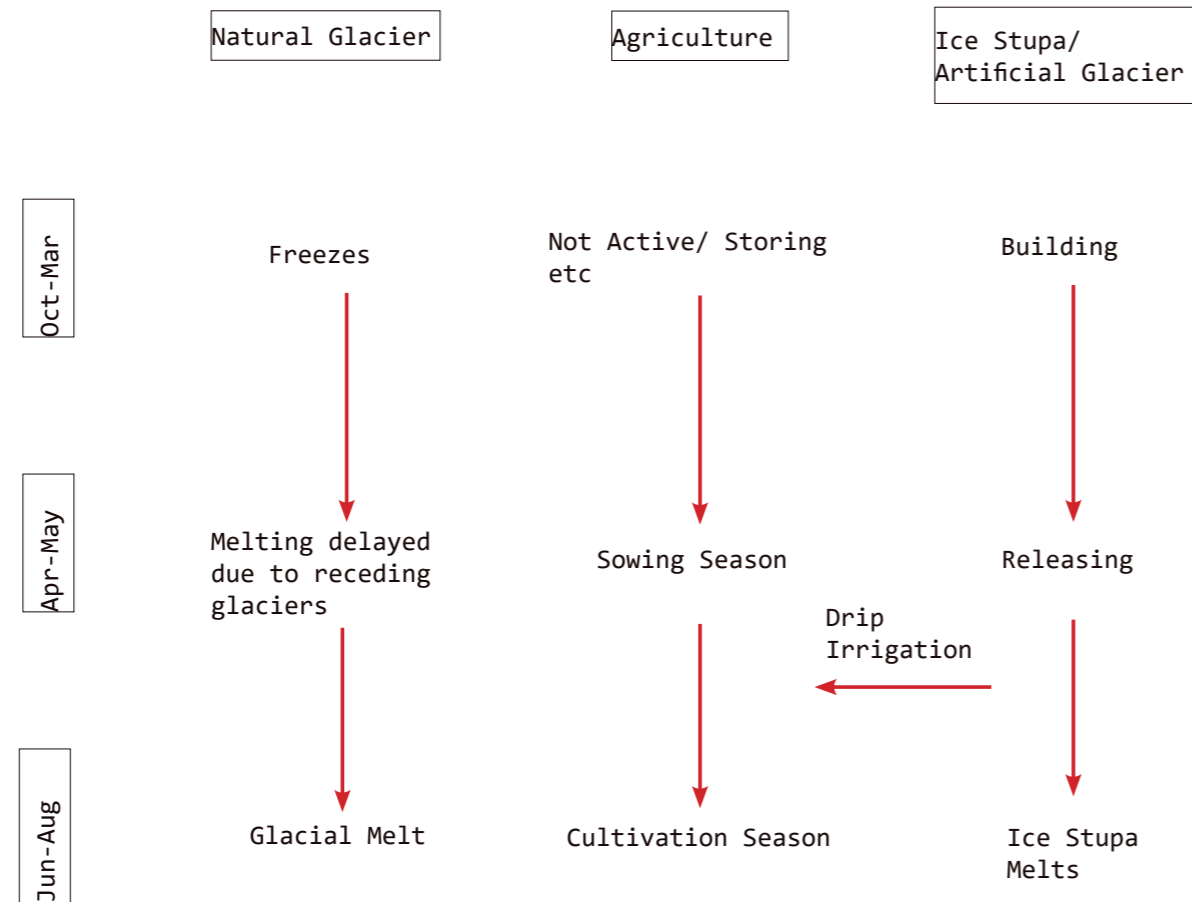 Natural Glacier
Agriculture
Ice Stupa/
Artificial Glacier
Oct-Mar
Freezes
Not Active/ Storing
etc
Building
Apr-May
Melting delayed
due to receding
glaciers
Sowing Season
Releasing
Drip
Irrigation
Jun-Aug
Glacial Melt
Cultivation Season
Ice Stupa
Melts